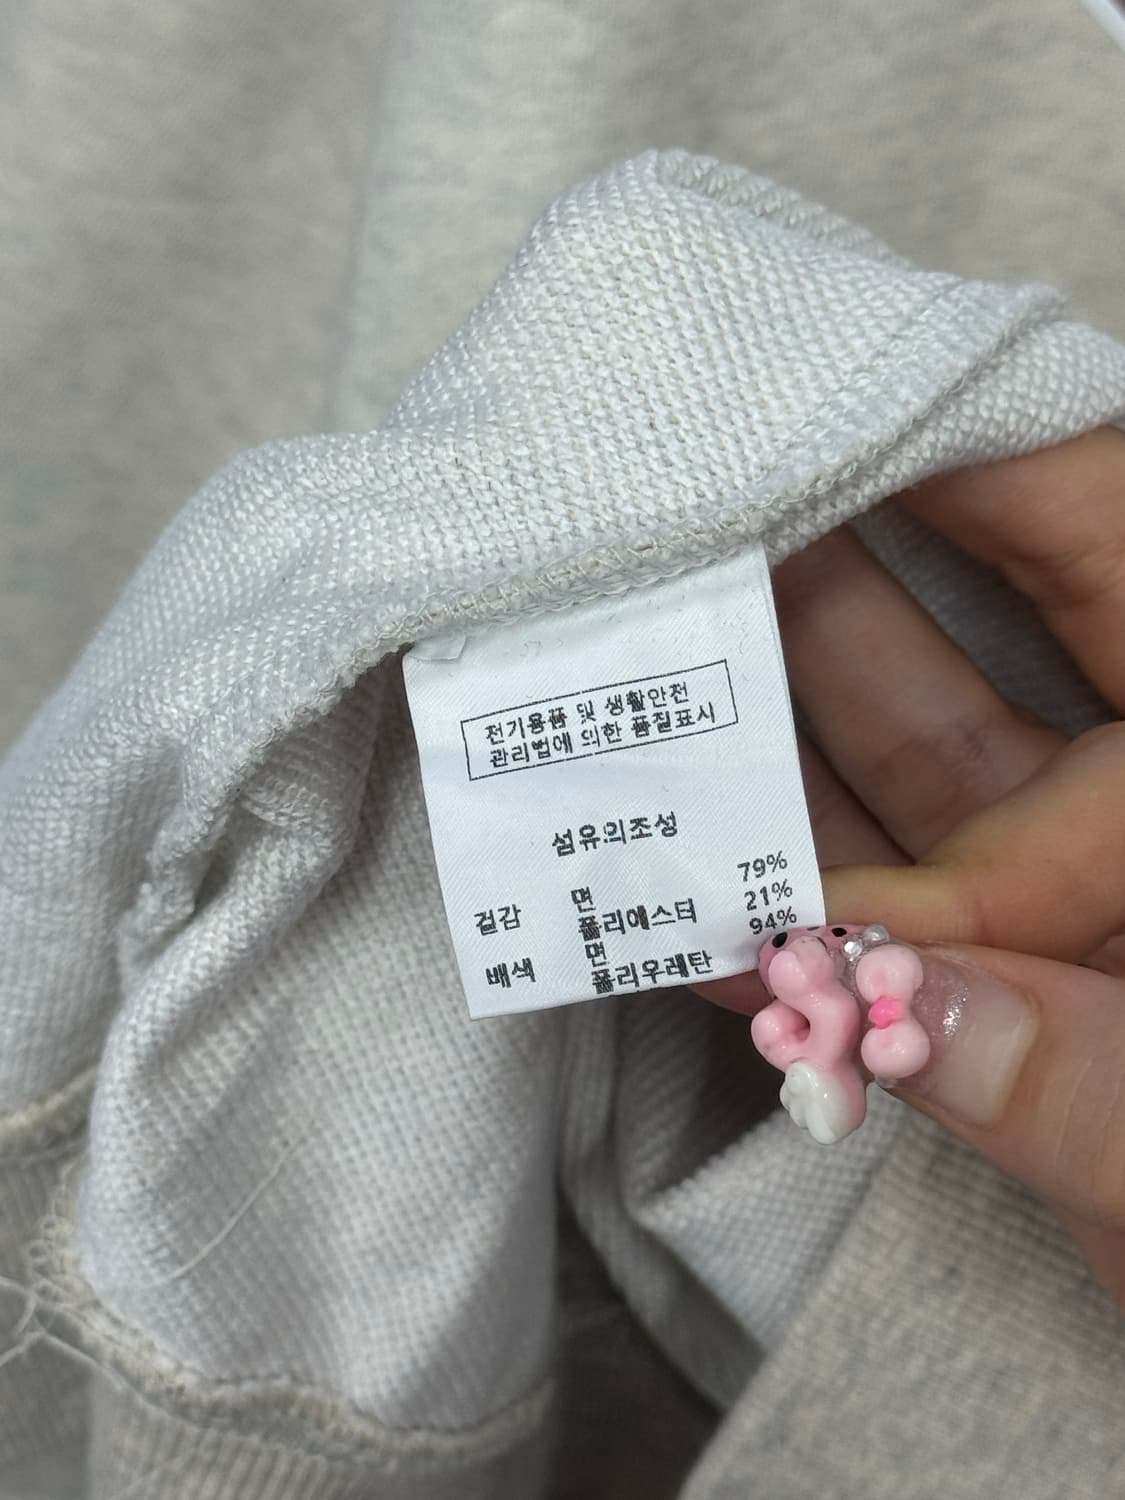 전기용품 및 생활안전
관리법에 의한 품질표시
섬유의조성
겉감 면 79%
폴리에스터 21%
배색 면 94%
폴리우레탄